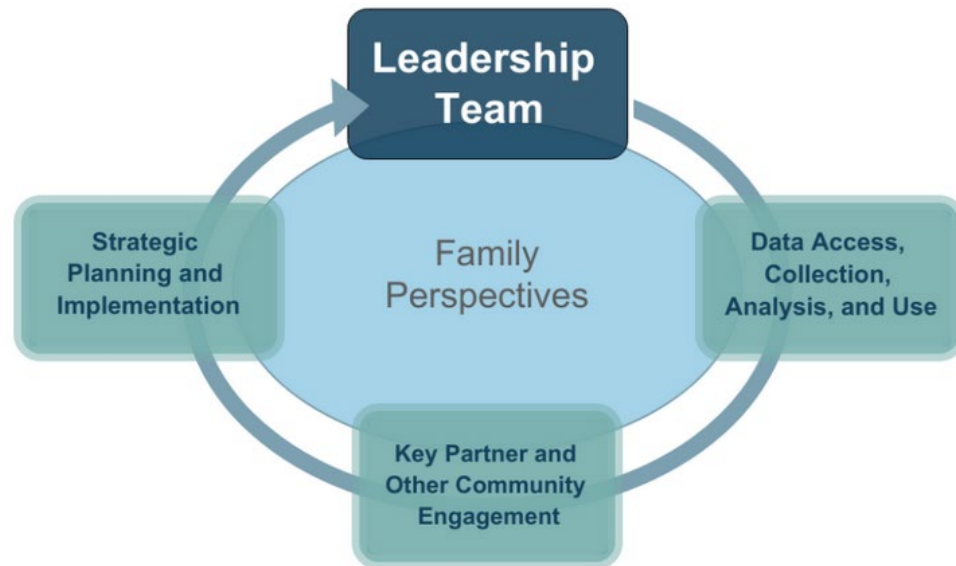 Leadership
Team
Strategic
Planning and
Implementation
Family
Perspectives
Data Access,
Collection,
Analysis, and Use
Key Partner and
Other Community
Engagement